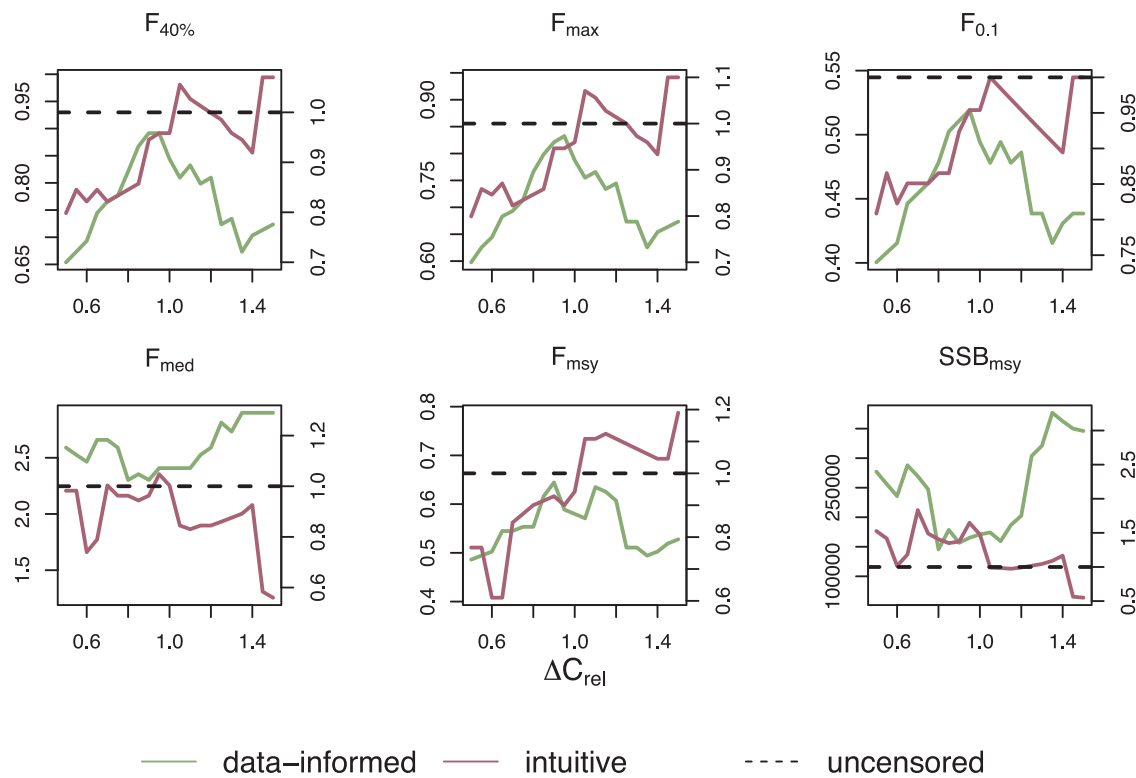 F40% Fmax F0.1
0.65 0.80 0.95
0.7 0.8 0.9 1.0
0.60 0.75 0.90
0.7 0.8 0.9 1.0 1.1
0.40 0.45 0.50 0.55
0.75 0.85 0.95
0.6 1.0 1.4 0.6 1.0 1.4 0.6 1.0 1.4
Fmed Fmsy SSBmsy
1.5 2.0 2.5
0.6 0.8 1.0 1.2
0.4 0.5 0.6 0.7 0.8
0.6 0.8 1.0 1.2
100000 250000
0.5 1.5 2.5
0.6 1.0 1.4 0.6 1.0 1.4 0.6 1.0 1.4
ΔCrel
data−informed intuitive uncensored